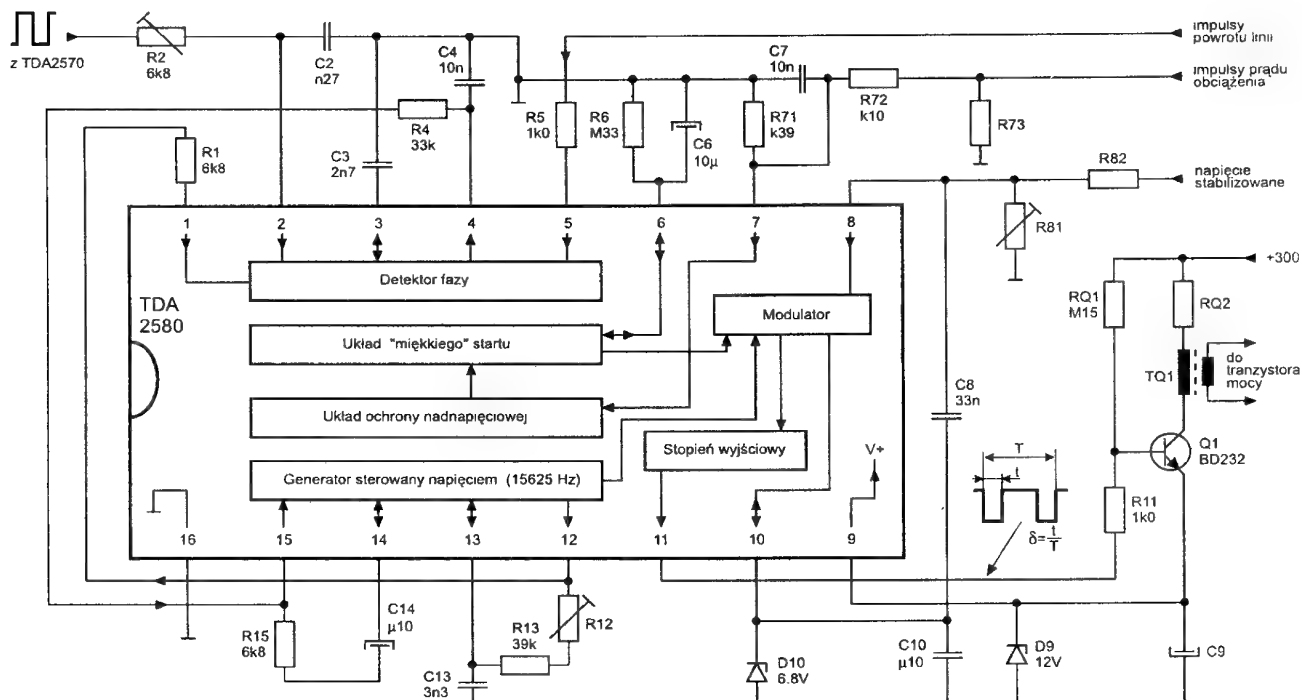 z TDA2570
R2
6k8
C2
n27
C4
10n
R4
33k
C3
2n7
R1
6k8
R5
1k0
R6
M33
C6
10μ
C7
10n
R71
k39
R72
k10
R73
impulsy
powrotu linii
impulsy prądu
obciążenia
R82
napięcie
stabilizowane
R81
+300
1
2
3
4
5
6
7
8
Detektor fazy
TDA
2580
Modulator
Układ "miękkiego" startu
Układ ochrony nadnapięciowej
Stopień wyjściowy
Generator sterowany napięciem (15625 Hz)
V+
16
15
14
13
12
11
10
9
RQ1
M15
RQ2
TQ1
do
tranzystora
mocy
C8
33n
Q1
BD232
T
t
δ=t/T
R11
1k0
R15
6k8
C14
μ10
R13
39k
R12
C13
3n3
D10
6.8V
C10
μ10
D9
12V
C9